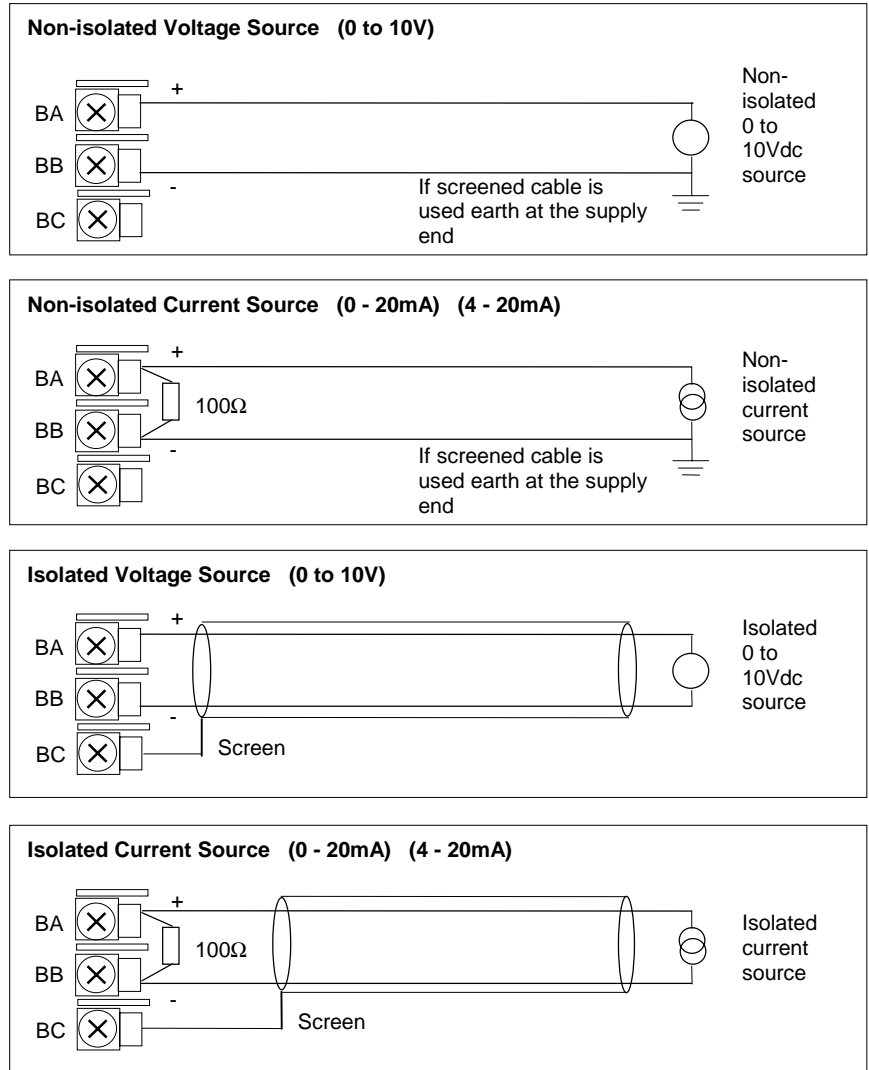 Non-isolated Voltage Source (0 to 10V)
+
BA
BB
-
BC
If screened cable is
used earth at the supply
end
Non-
isolated
0 to
10Vdc
source
Non-isolated Current Source (0 - 20mA) (4 - 20mA)
+
BA
100Ω
BB
-
BC
If screened cable is
used earth at the supply
end
Non-
isolated
current
source
Isolated Voltage Source (0 to 10V)
+
BA
BB
-
BC
Screen
Isolated
0 to
10Vdc
source
Isolated Current Source (0 - 20mA) (4 - 20mA)
+
BA
100Ω
BB
-
BC
Screen
Isolated
current
source